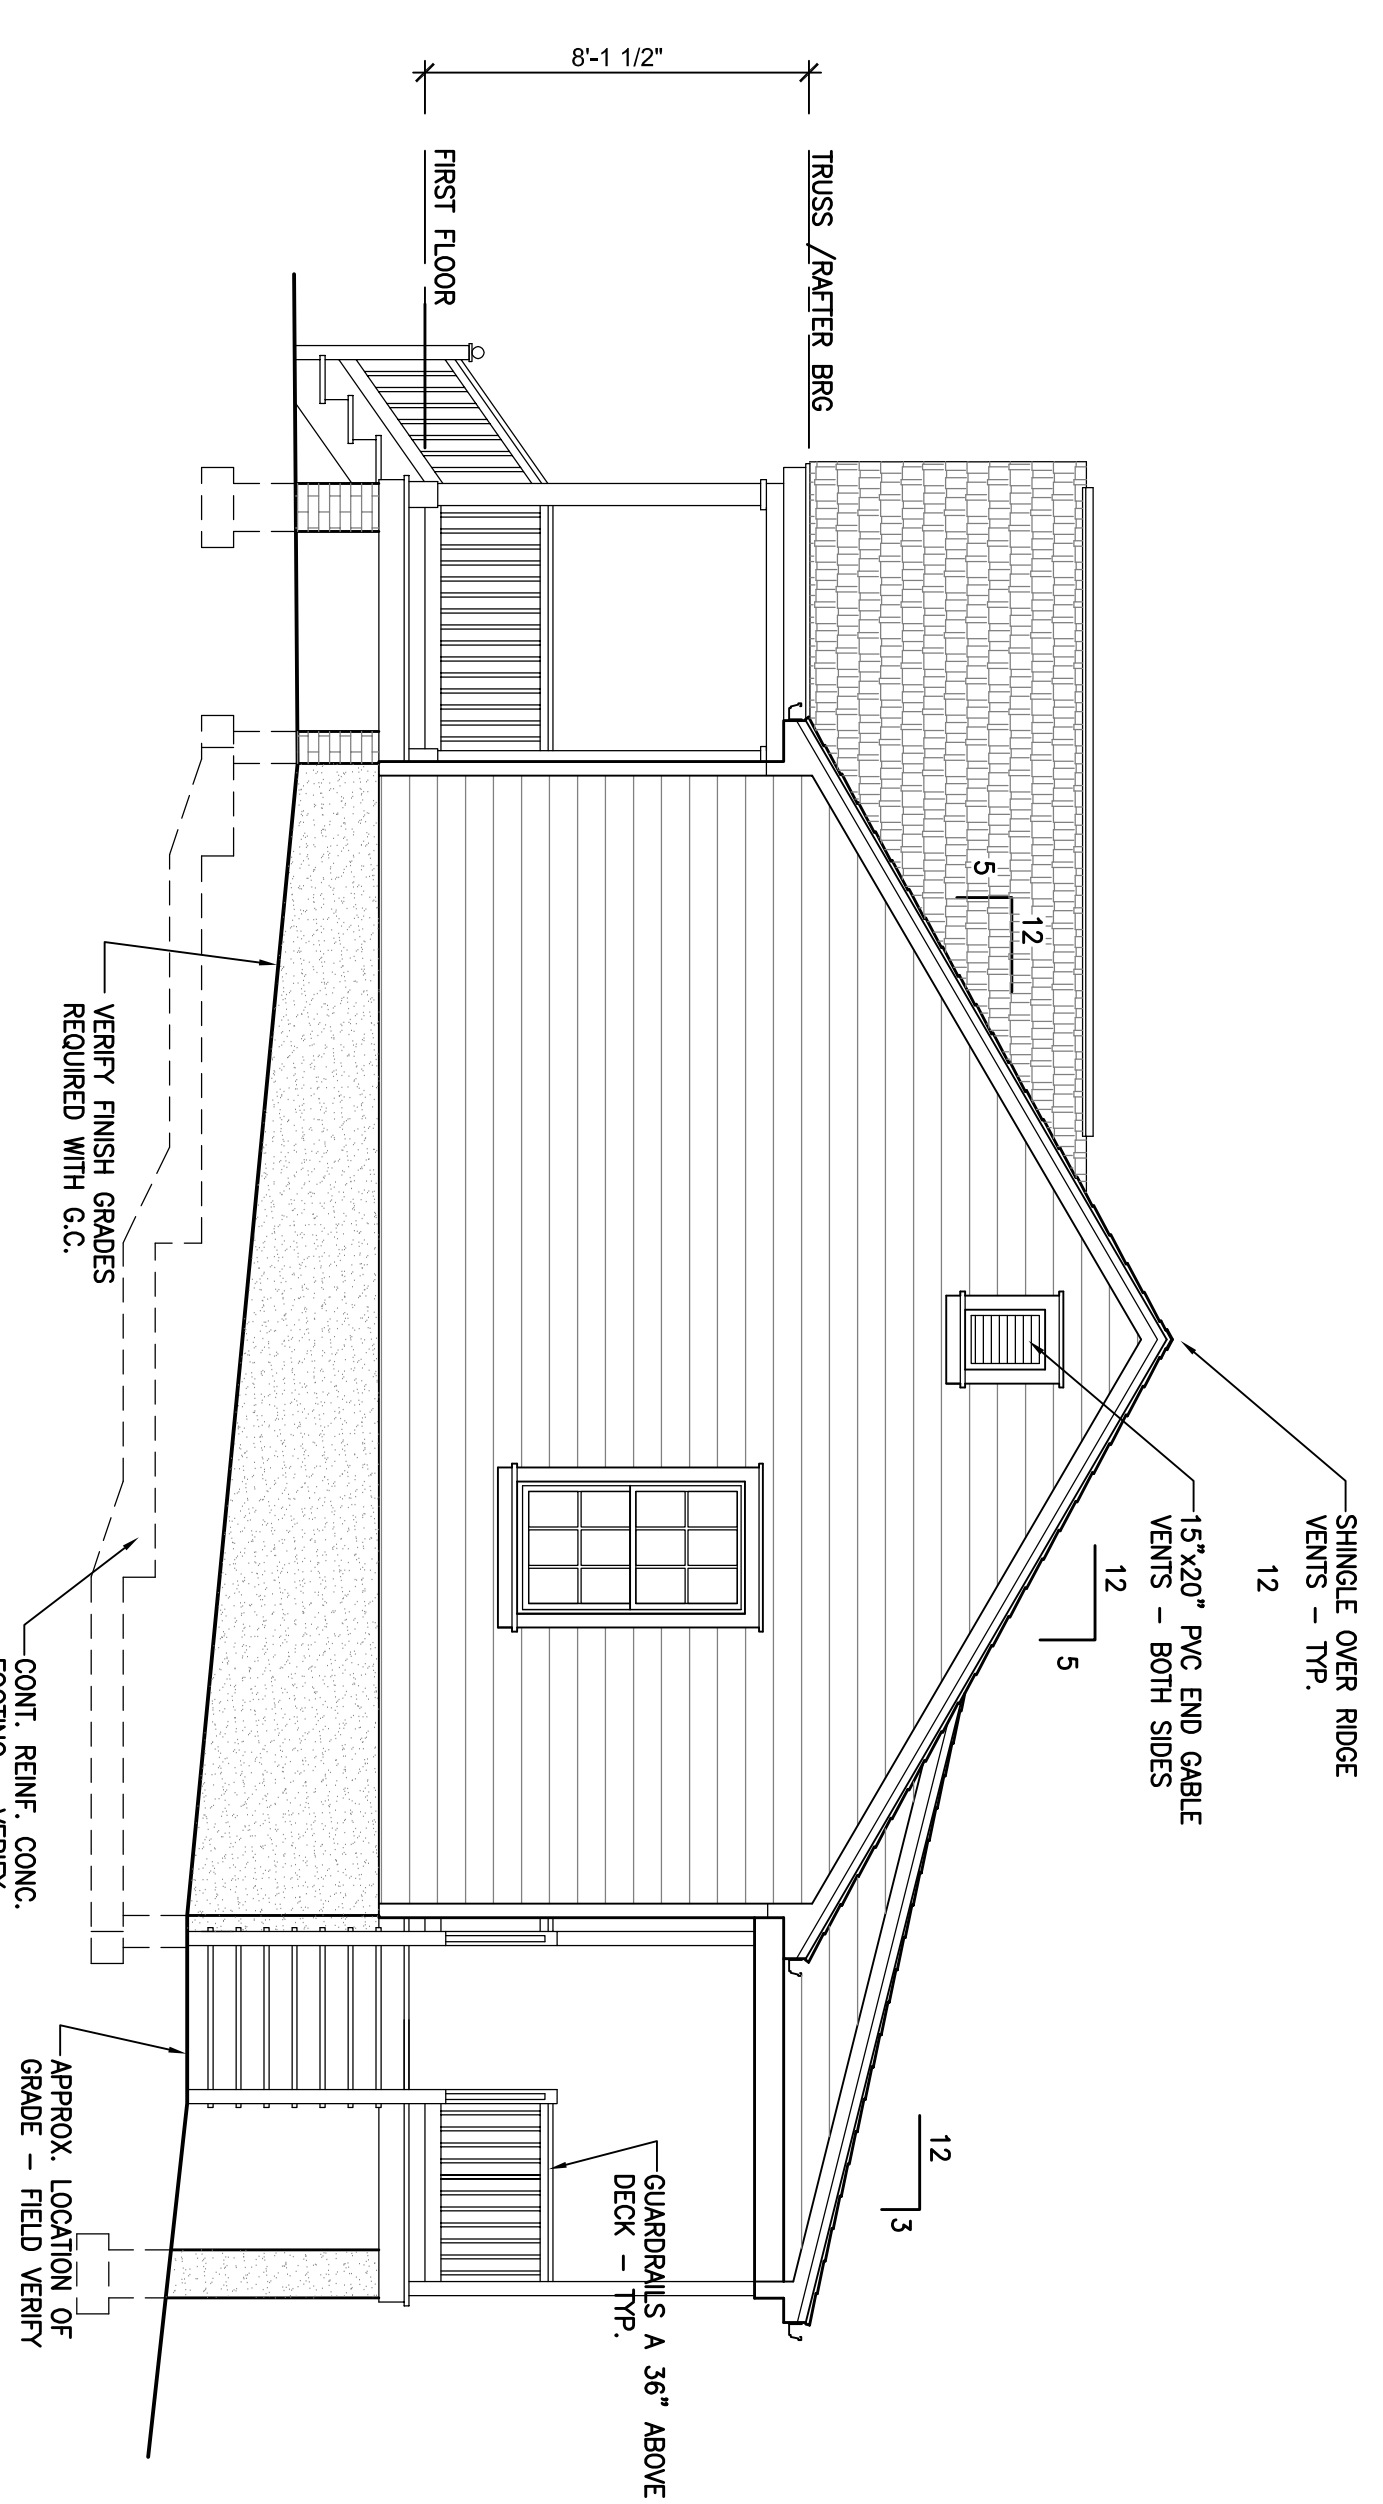 SHINGLE OVER RIDGE
VENTS - TYP.
12
15"x20" PVC END GABLE
VENTS - BOTH SIDES
12
5
12
5
12
3
TRUSS /RAFTER BRG
8'-1 1/2"
FIRST FLOOR
GUARDRAILS A 36" ABOVE
DECK - TYP.
VERIFY FINISH GRADES
REQUIRED WITH G.C.
APPROX. LOCATION OF
GRADE - FIELD VERIFY
CONT. REINF. CONC.
FOOTING VERIFY